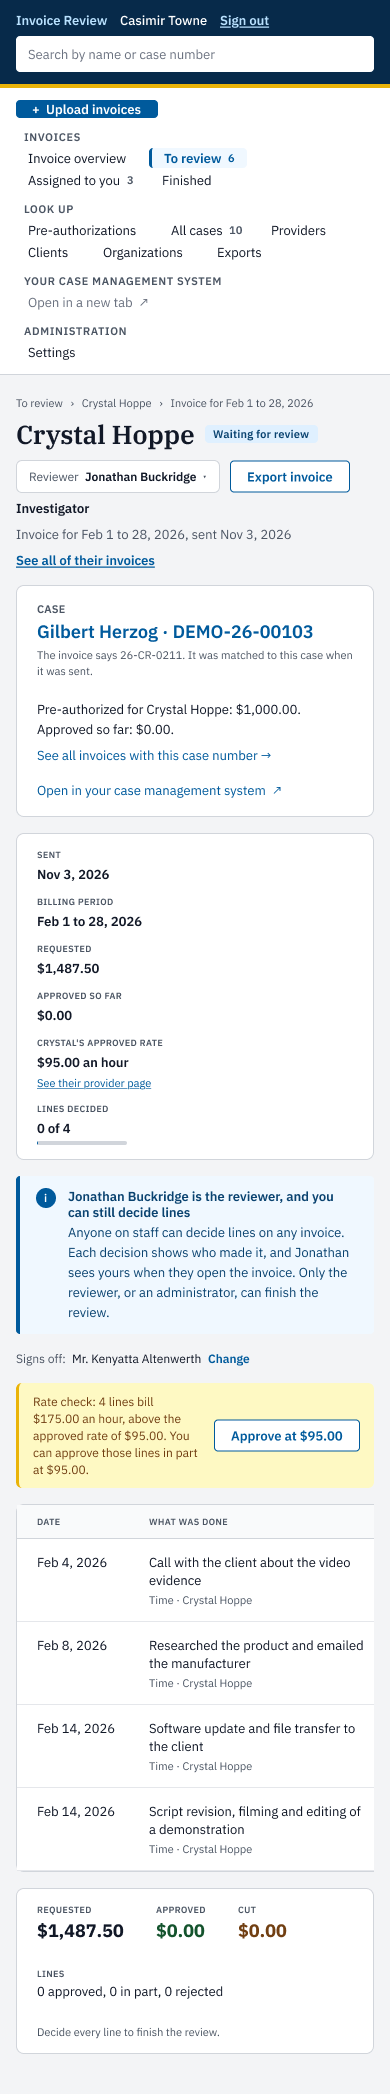 Invoice Review Casimir Towne Sign out
Search by name or case number
+ Upload invoices
INVOICES
Invoice overview To review 6
Assigned to you 3 Finished
LOOK UP
Pre-authorizations All cases 10 Providers
Clients Organizations Exports
YOUR CASE MANAGEMENT SYSTEM
Open in a new tab ↗
ADMINISTRATION
Settings
To review › Crystal Hoppe › Invoice for Feb 1 to 28, 2026
Crystal Hoppe Waiting for review
Reviewer Jonathan Buckridge · Export invoice
Investigator
Invoice for Feb 1 to 28, 2026, sent Nov 3, 2026
See all of their invoices
CASE
Gilbert Herzog · DEMO-26-00103
The invoice says 26-CR-0211. It was matched to this case when
it was sent.
Pre-authorized for Crystal Hoppe: $1,000.00.
Approved so far: $0.00.
See all invoices with this case number →
Open in your case management system ↗
SENT
Nov 3, 2026
BILLING PERIOD
Feb 1 to 28, 2026
REQUESTED
$1,487.50
APPROVED SO FAR
$0.00
CRYSTAL'S APPROVED RATE
$95.00 an hour
See their provider page
LINES DECIDED
0 of 4
i Jonathan Buckridge is the reviewer, and you
can still decide lines
Anyone on staff can decide lines on any invoice.
Each decision shows who made it, and Jonathan
sees yours when they open the invoice. Only the
reviewer, or an administrator, can finish the
review.
Signs off: Mr. Kenyatta Altenwerth Change
Rate check: 4 lines bill
$175.00 an hour, above the
approved rate of $95.00. You
can approve those lines in part
at $95.00.
Approve at $95.00
DATE WHAT WAS DONE
Feb 4, 2026 Call with the client about the video
evidence
Time · Crystal Hoppe
Feb 8, 2026 Researched the product and emailed
the manufacturer
Time · Crystal Hoppe
Feb 14, 2026 Software update and file transfer to
the client
Time · Crystal Hoppe
Feb 14, 2026 Script revision, filming and editing of
a demonstration
Time · Crystal Hoppe
REQUESTED APPROVED CUT
$1,487.50 $0.00 $0.00
LINES
0 approved, 0 in part, 0 rejected
Decide every line to finish the review.